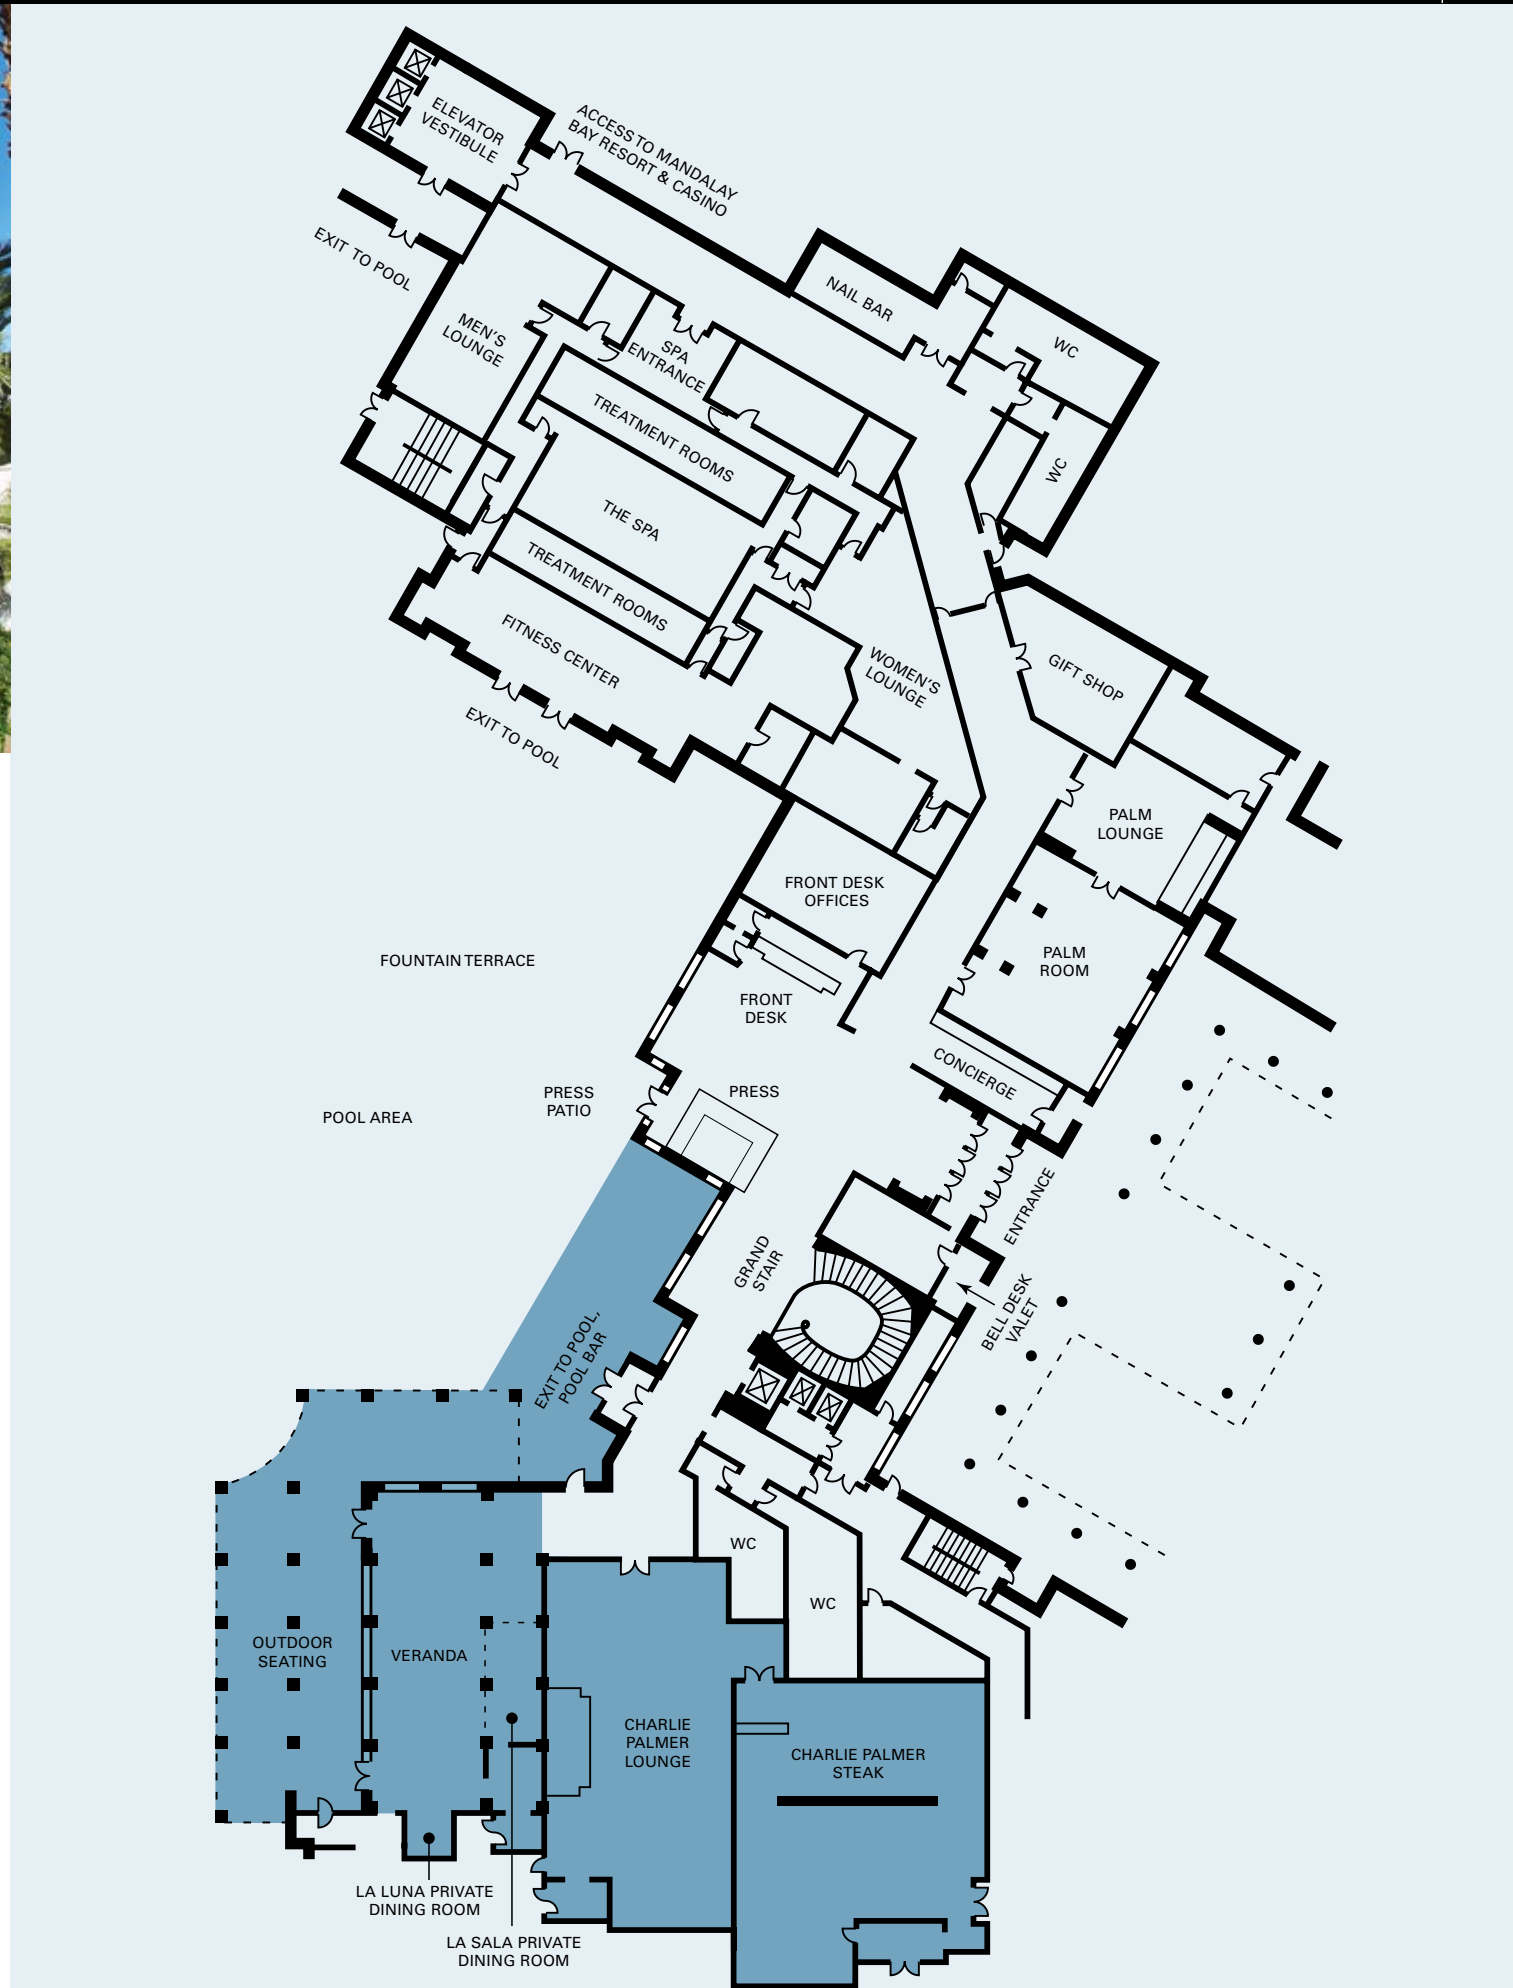 ELEVATOR
VESTIBULE
ACCESS TO MANDALAY
BAY RESORT & CASINO
EXIT TO POOL
NAIL BAR
MEN'S
LOUNGE
SPA
ENTRANCE
WC
TREATMENT ROOMS
WC
THE SPA
TREATMENT ROOMS
FITNESS CENTER
WOMEN'S
LOUNGE
GIFT SHOP
EXIT TO POOL
PALM
LOUNGE
FRONT DESK
OFFICES
FOUNTAIN TERRACE
PALM
ROOM
FRONT
DESK
CONCIERGE
PRESS
PATIO
PRESS
POOL AREA
ENTRANCE
GRAND
STAIR
BELL DESK
VALET
EXIT TO POOL,
POOL BAR
WC
WC
OUTDOOR
SEATING
VERANDA
CHARLIE
PALMER
LOUNGE
CHARLIE PALMER
STEAK
LA LUNA PRIVATE
DINING ROOM
LA SALA PRIVATE
DINING ROOM